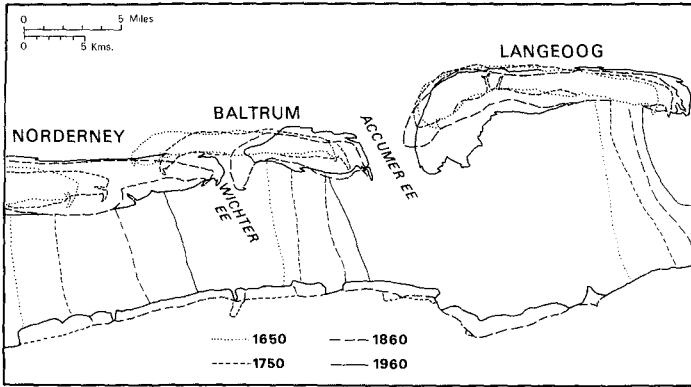 0 5 Miles
0 5 Kms.
LANGEOOG
BALTRUM
ACCUMER EE
NORDERNEY
WICHTER
EE
1650 1860
1750 1960